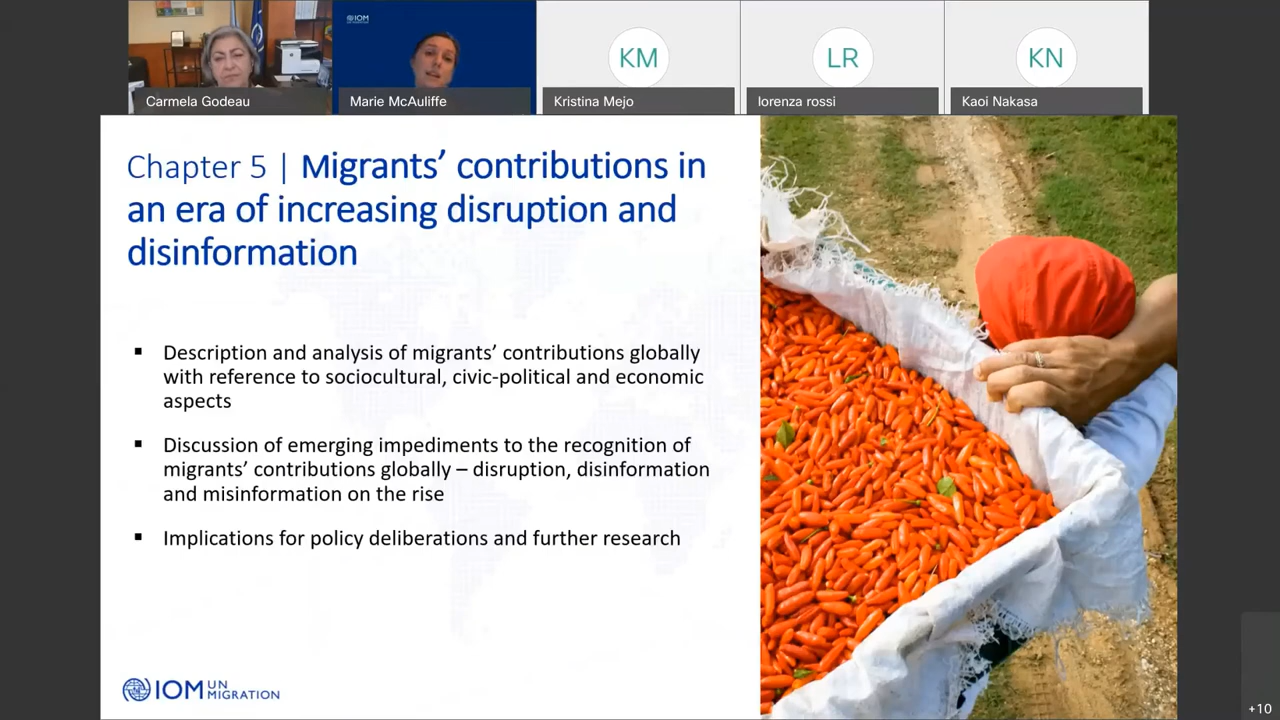 IOM
Carmela Godeau
Marie McAuliffe
KM
Kristina Mejo
LR
lorenza rossi
KN
Kaoi Nakasa
Chapter 5 | Migrants’ contributions in
an era of increasing disruption and
disinformation
▪ Description and analysis of migrants’ contributions globally
with reference to sociocultural, civic-political and economic
aspects
▪ Discussion of emerging impediments to the recognition of
migrants’ contributions globally – disruption, disinformation
and misinformation on the rise
▪ Implications for policy deliberations and further research
IOM UN
MIGRATION
+10